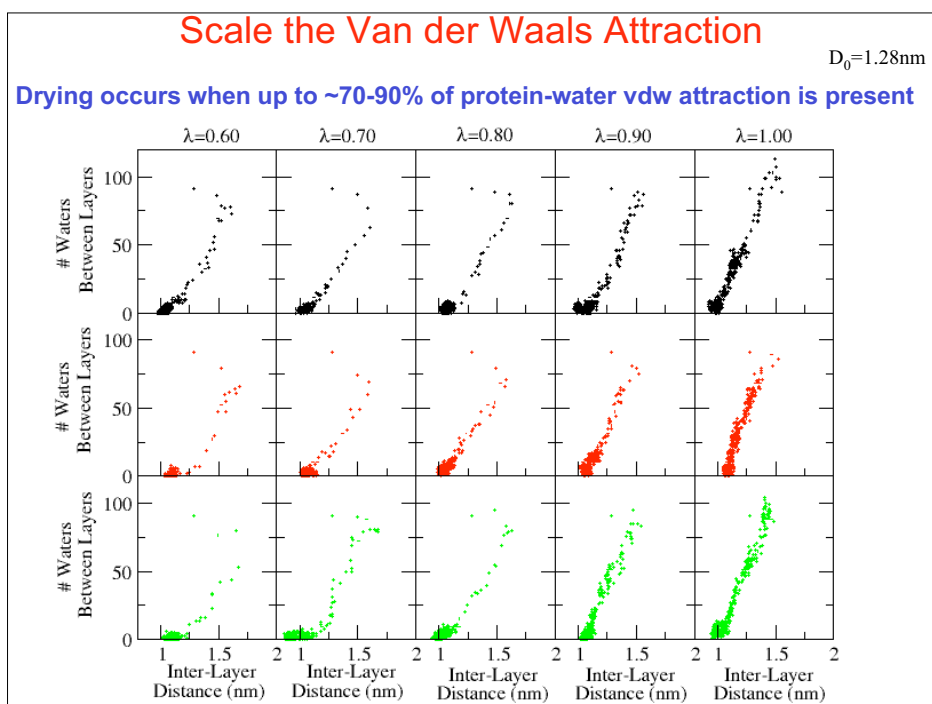 Scale the Van der Waals Attraction
D0=1.28nm
Drying occurs when up to ~70-90% of protein-water vdw attraction is present
λ=0.60 λ=0.70 λ=0.80 λ=0.90 λ=1.00
# Waters
Between Layers
100
50
0
# Waters
Between Layers
100
50
0
# Waters
Between Layers
100
50
0
1 1.5 2 1 1.5 2 1 1.5 2 1 1.5 2 1 1.5 2
Inter-Layer Inter-Layer Inter-Layer Inter-Layer Inter-Layer
Distance (nm) Distance (nm) Distance (nm) Distance (nm) Distance (nm)